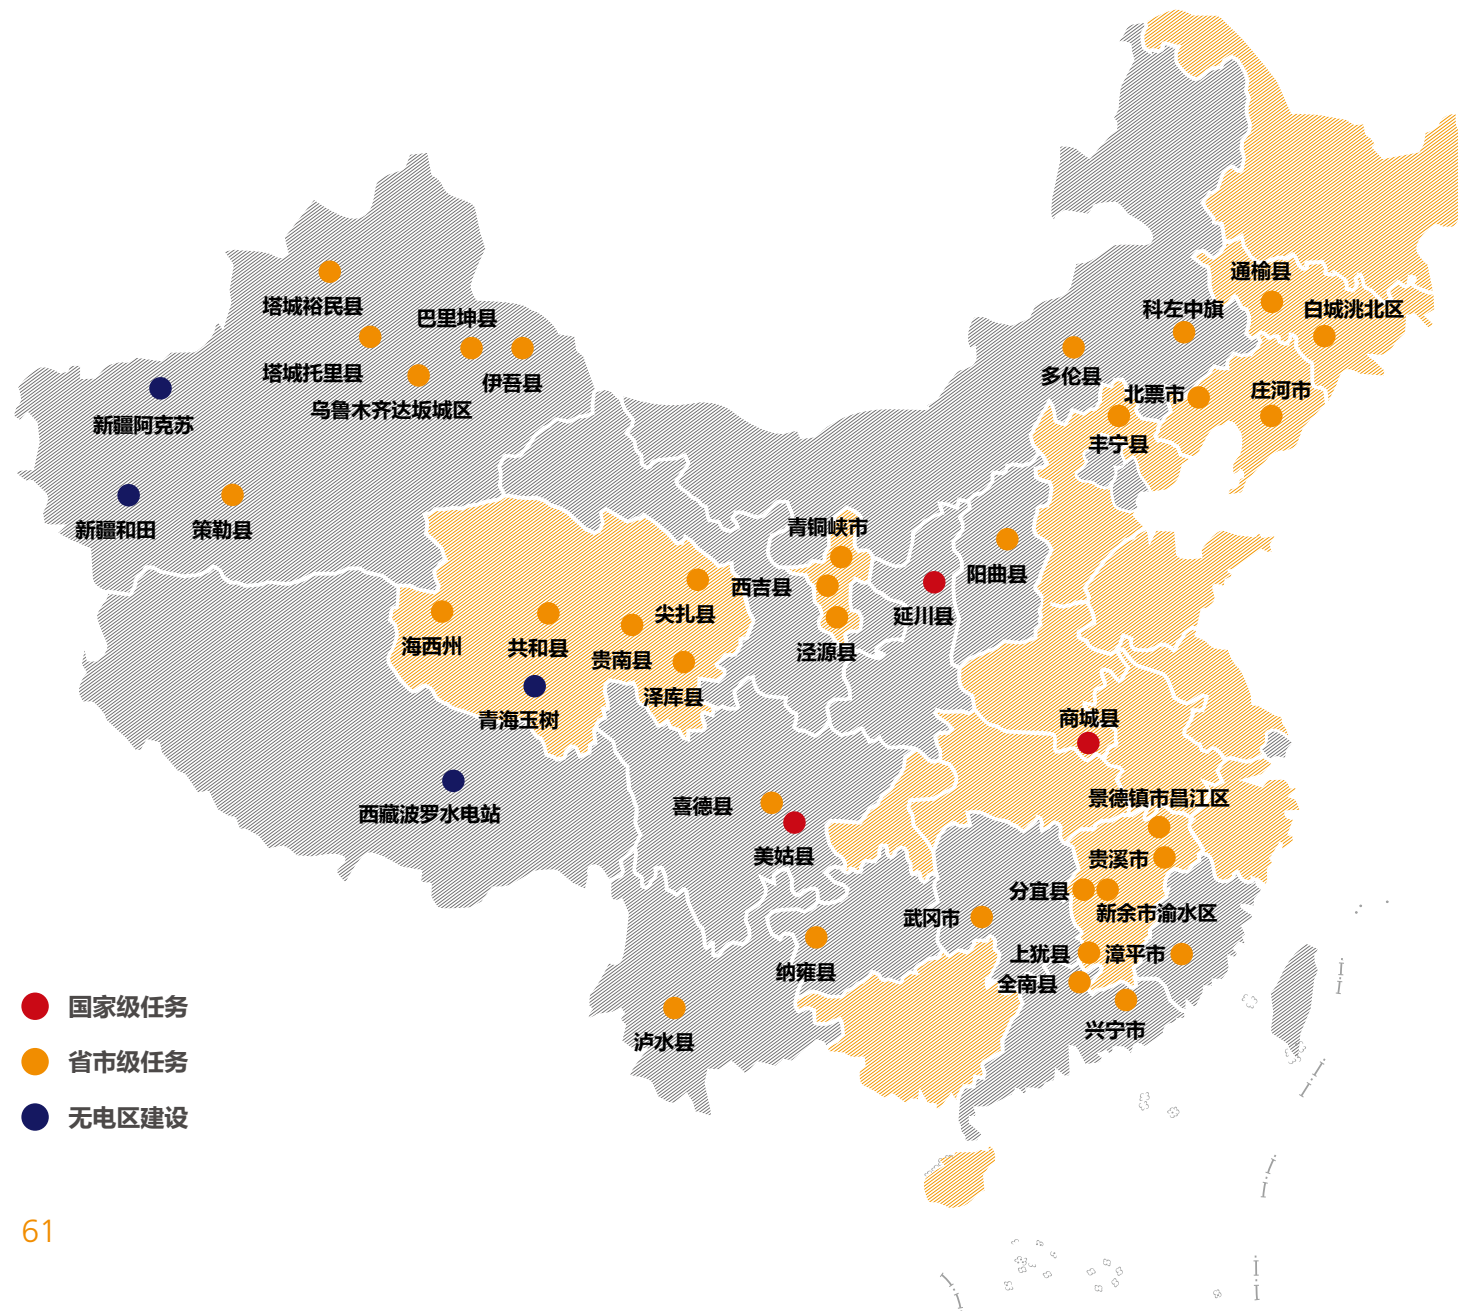 通榆县
塔城裕民县
科左中旗
白城洮北区
巴里坤县
塔城托里县
伊吾县
多伦县
北票市
庄河市
乌鲁木齐达坂城区
新疆阿克苏
丰宁县
新疆和田
策勒县
青铜峡市
阳曲县
西吉县
尖扎县
延川县
海西州
共和县
贵南县
泾源县
泽库县
青海玉树
商城县
西藏波罗水电站
喜德县
景德镇市昌江区
美姑县
贵溪市
分宜县
新余市渝水区
武冈市
上犹县
漳平市
纳雍县
全南县
国家级任务
兴宁市
泸水县
省市级任务
无电区建设
61